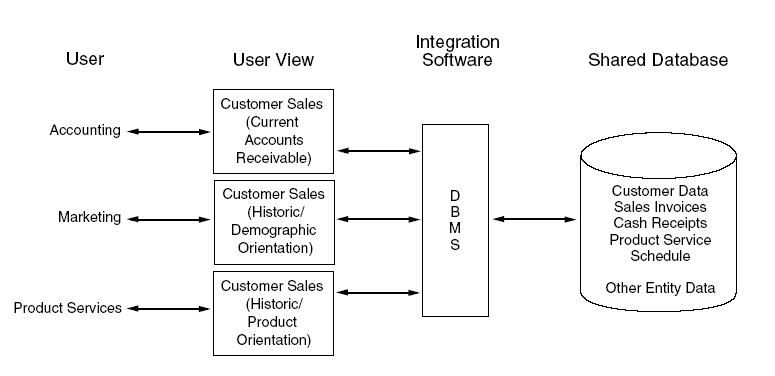 User
User View
Integration
Software
Shared Database
Accounting
Customer Sales
(Current
Accounts
Receivable)
Marketing
Customer Sales
(Historic/
Demographic
Orientation)
Product Services
Customer Sales
(Historic/
Product
Orientation)
D
B
M
S
Customer Data
Sales Invoices
Cash Receipts
Product Service
Schedule
Other Entity Data